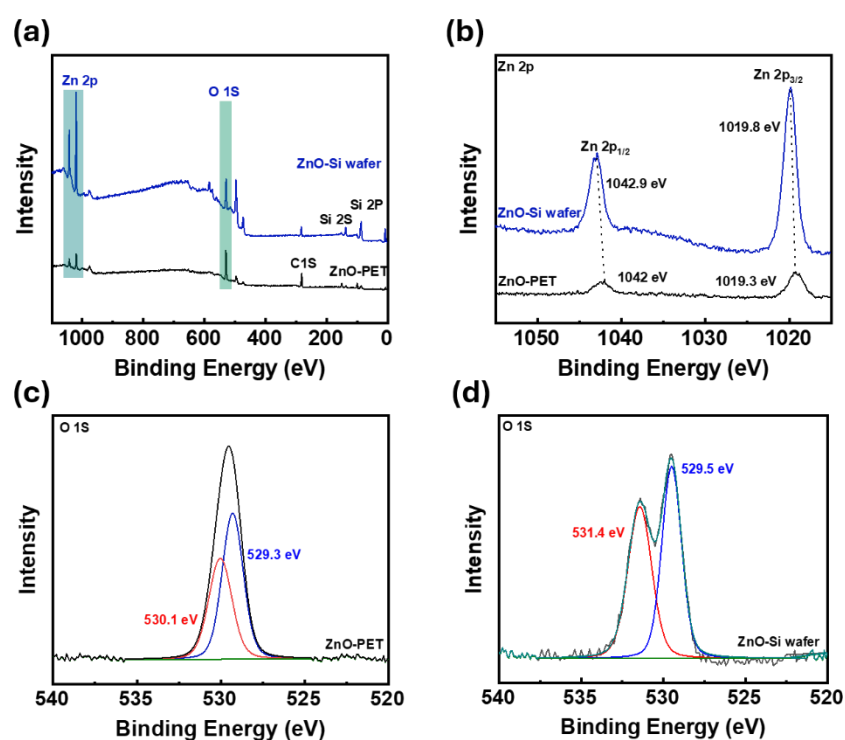 (a)
Zn 2p
O 1S
ZnO-Si wafer
Si 2P
Si 2S
C1S
ZnO-PET
Intensity
1000 800 600 400 200 0
Binding Energy (eV)
(b)
Zn 2p
Zn 2p3/2
1019.8 eV
Zn 2p1/2
1042.9 eV
ZnO-Si wafer
ZnO-PET
1042 eV
1019.3 eV
Intensity
1050 1040 1030 1020
Binding Energy (eV)
(c)
O 1S
529.3 eV
530.1 eV
ZnO-PET
Intensity
540 535 530 525 520
Binding Energy (eV)
(d)
O 1S
529.5 eV
531.4 eV
ZnO-Si wafer
Intensity
540 535 530 525 520
Binding Energy (eV)